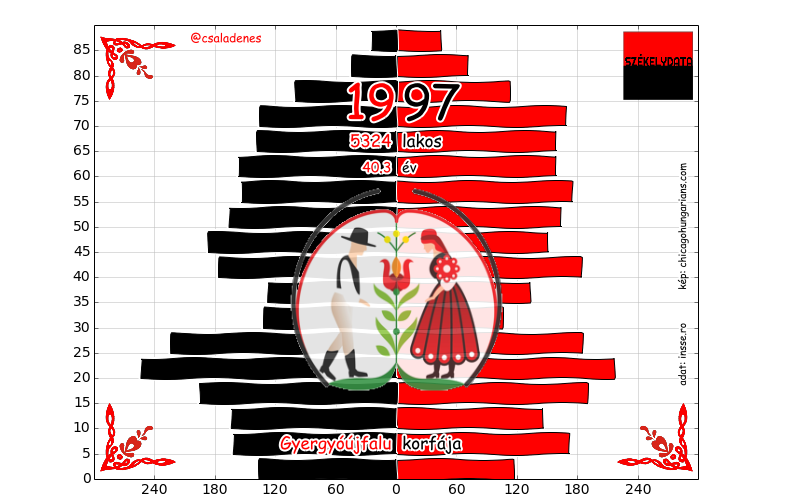 @csaladenes
SZÉKELYDATA
1997
5324 lakos
40.3 év
kép: chicagohungarians.com
adat: insse.ro
Gyergyóújfalu korfája
85
80
75
70
65
60
55
50
45
40
35
30
25
20
15
10
5
0
240 180 120 60 0 60 120 180 240